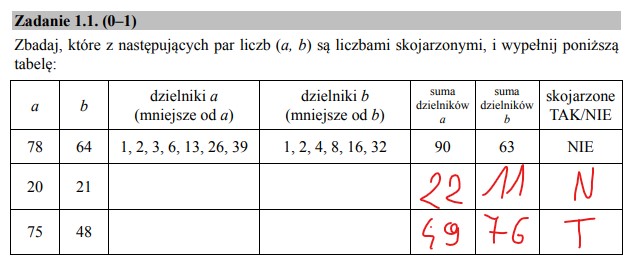 Zadanie 1.1. (0–1)
Zbadaj, które z następujących par liczb (a, b) są liczbami skojarzonymi, i wypełnij poniższą
tabelę:
a b dzielniki a (mniejsze od a) dzielniki b (mniejsze od b) suma dzielników a suma dzielników b skojarzone TAK/NIE
78 64 1, 2, 3, 6, 13, 26, 39 1, 2, 4, 8, 16, 32 90 63 NIE
20 21 22 11 N
75 48 49 76 T